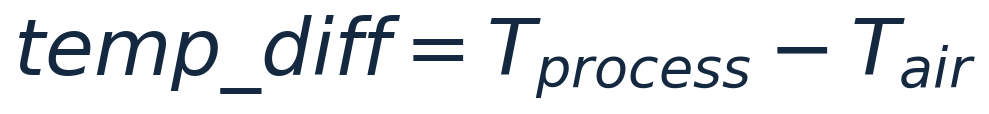 temp_diff = T_process − T_air